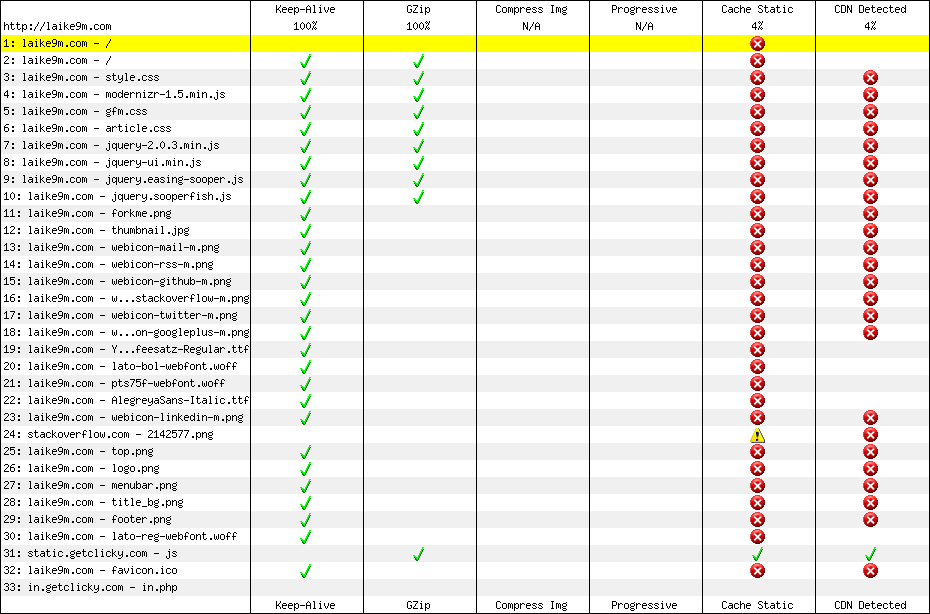 Keep-Alive GZip Compress Img Progressive Cache Static CDN Detected
http://laike9m.com 100% 100% N/A N/A 4% 4%
1: laike9m.com - /
2: laike9m.com - /
3: laike9m.com - style.css
4: laike9m.com - modernizr-1.5.min.js
5: laike9m.com - gfm.css
6: laike9m.com - article.css
7: laike9m.com - jquery-2.0.3.min.js
8: laike9m.com - jquery-ui.min.js
9: laike9m.com - jquery.easing-sooper.js
10: laike9m.com - jquery.sooperfish.js
11: laike9m.com - forkme.png
12: laike9m.com - thumbnail.jpg
13: laike9m.com - webicon-mail-m.png
14: laike9m.com - webicon-rss-m.png
15: laike9m.com - webicon-github-m.png
16: laike9m.com - w...stackoverflow-m.png
17: laike9m.com - webicon-twitter-m.png
18: laike9m.com - w...on-googleplus-m.png
19: laike9m.com - Y...feesatz-Regular.ttf
20: laike9m.com - lato-bol-webfont.woff
21: laike9m.com - pts75f-webfont.woff
22: laike9m.com - AlegreyaSans-Italic.ttf
23: laike9m.com - webicon-linkedin-m.png
24: stackoverflow.com - 2142577.png
25: laike9m.com - top.png
26: laike9m.com - logo.png
27: laike9m.com - menubar.png
28: laike9m.com - title_bg.png
29: laike9m.com - footer.png
30: laike9m.com - lato-reg-webfont.woff
31: static.getclicky.com - js
32: laike9m.com - favicon.ico
33: in.getclicky.com - in.php
Keep-Alive GZip Compress Img Progressive Cache Static CDN Detected